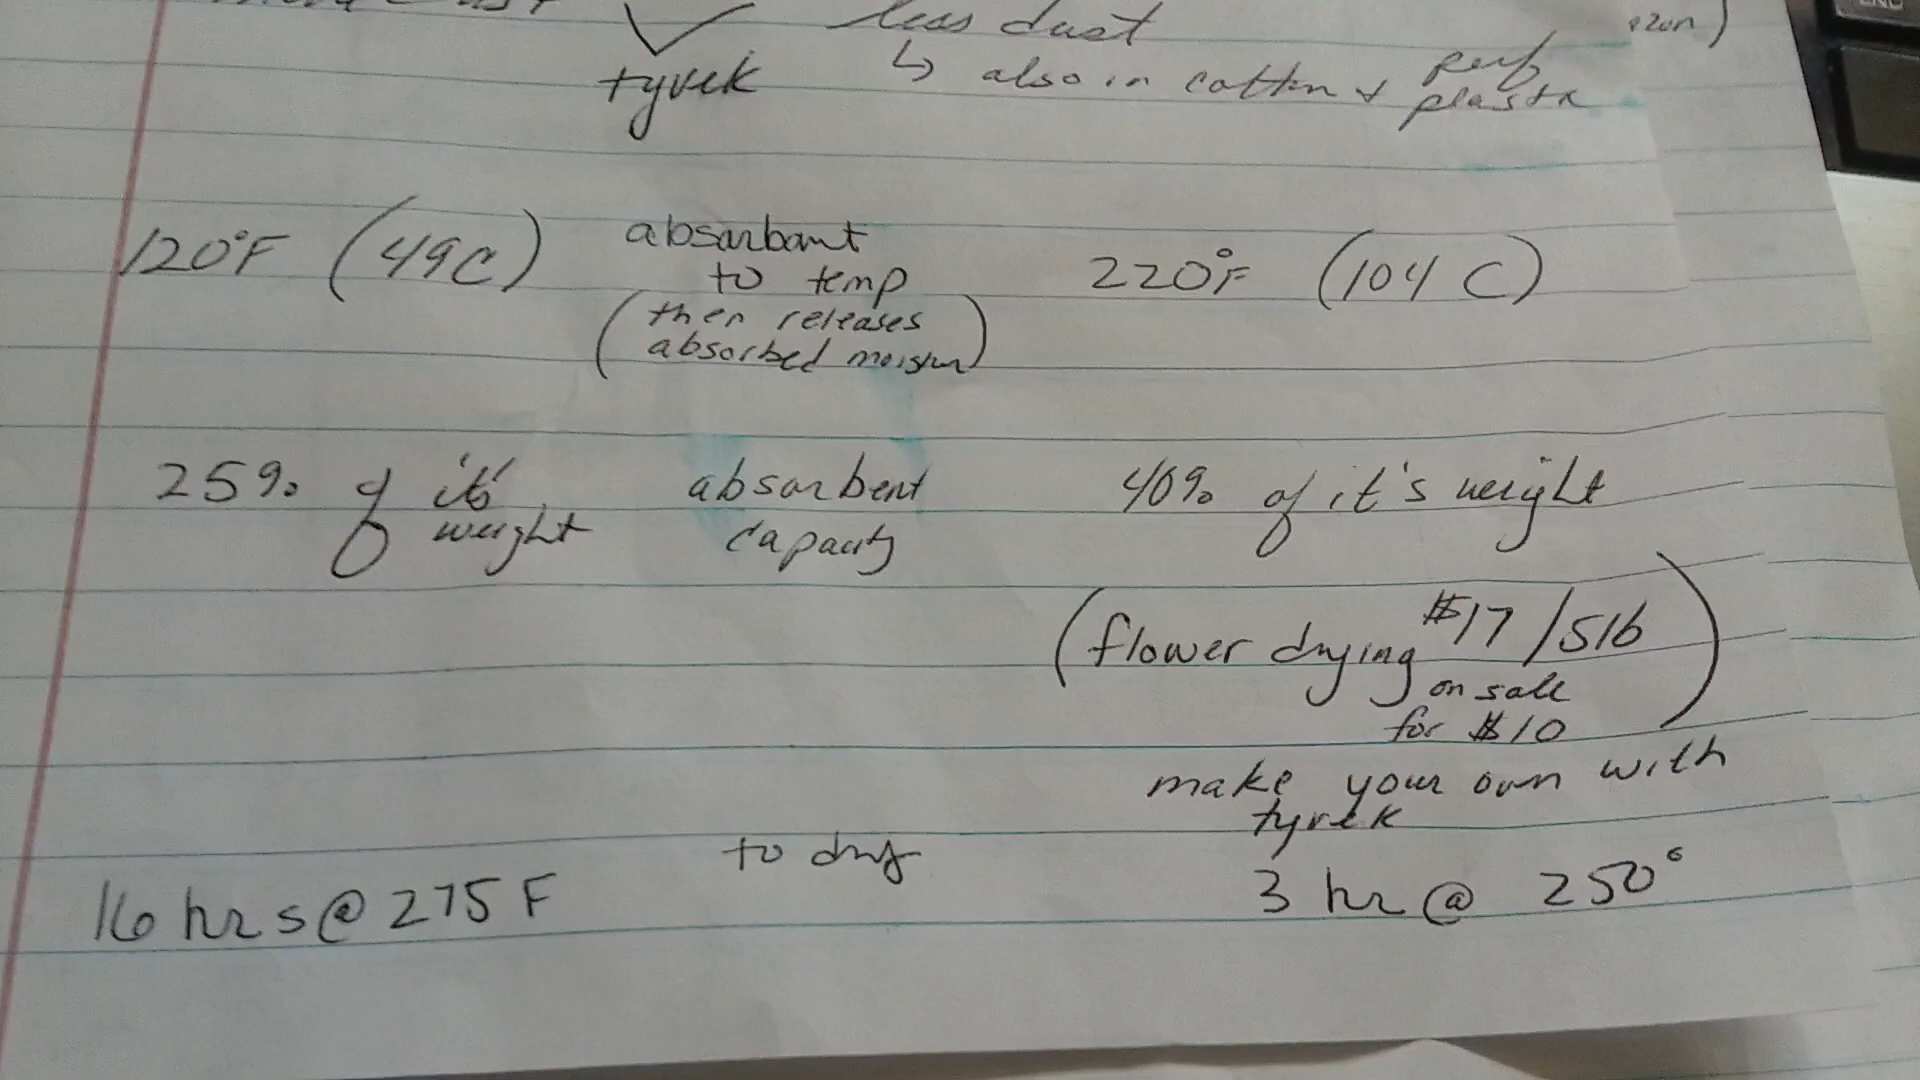 less dust
tyvek ↳ also in cotton & perf plastic
120°F (49C) absorbant to temp 220°F (104 C)
(then releases absorbed moistur)
25% of it's weight absorbent capacity 40% of it's weight
(flower drying $17/5lb
on sale
for $10)
make your own with
tyvek
to dry
16 hrs @ 275 F 3 hr @ 250°